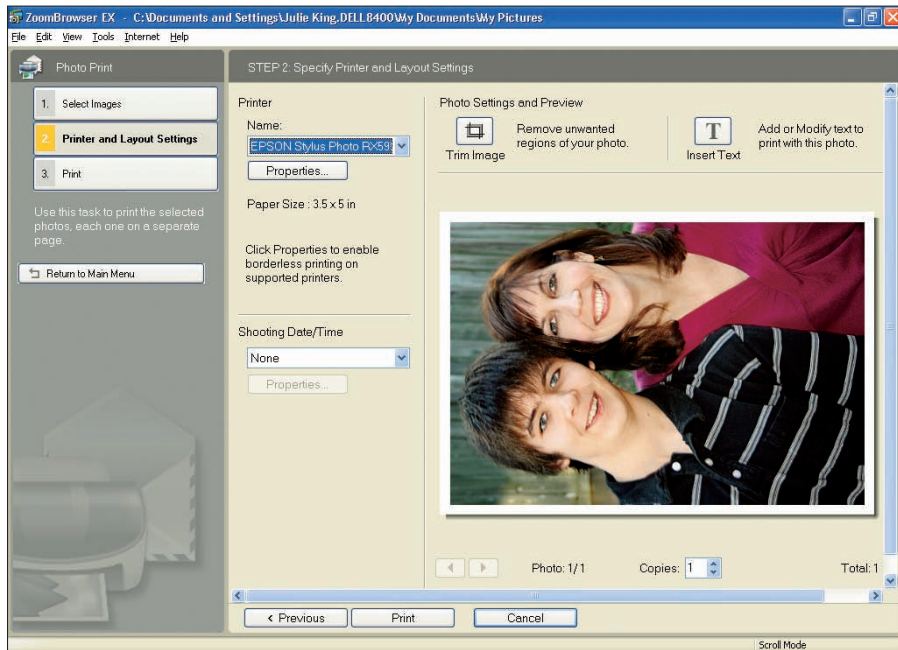 ZoomBrowser EX - C:\Documents and Settings\Julie King.DELL8400\My Documents\My Pictures
File Edit View Tools Internet Help
Photo Print
1. Select Images
2. Printer and Layout Settings
3. Print
Use this task to print the selected
photos, each one on a separate
page.
Return to Main Menu
STEP 2: Specify Printer and Layout Settings
Printer
Name:
EPSON Stylus Photo RX595
Properties...
Paper Size : 3.5 x 5 in
Click Properties to enable
borderless printing on
supported printers.
Shooting Date/Time
None
Properties...
Photo Settings and Preview
Trim Image
Remove unwanted
regions of your photo.
T
Insert Text
Add or Modify text to
print with this photo.
Photo: 1/1
Copies: 1
Total: 1
< Previous
Print
Cancel
Scroll Mode